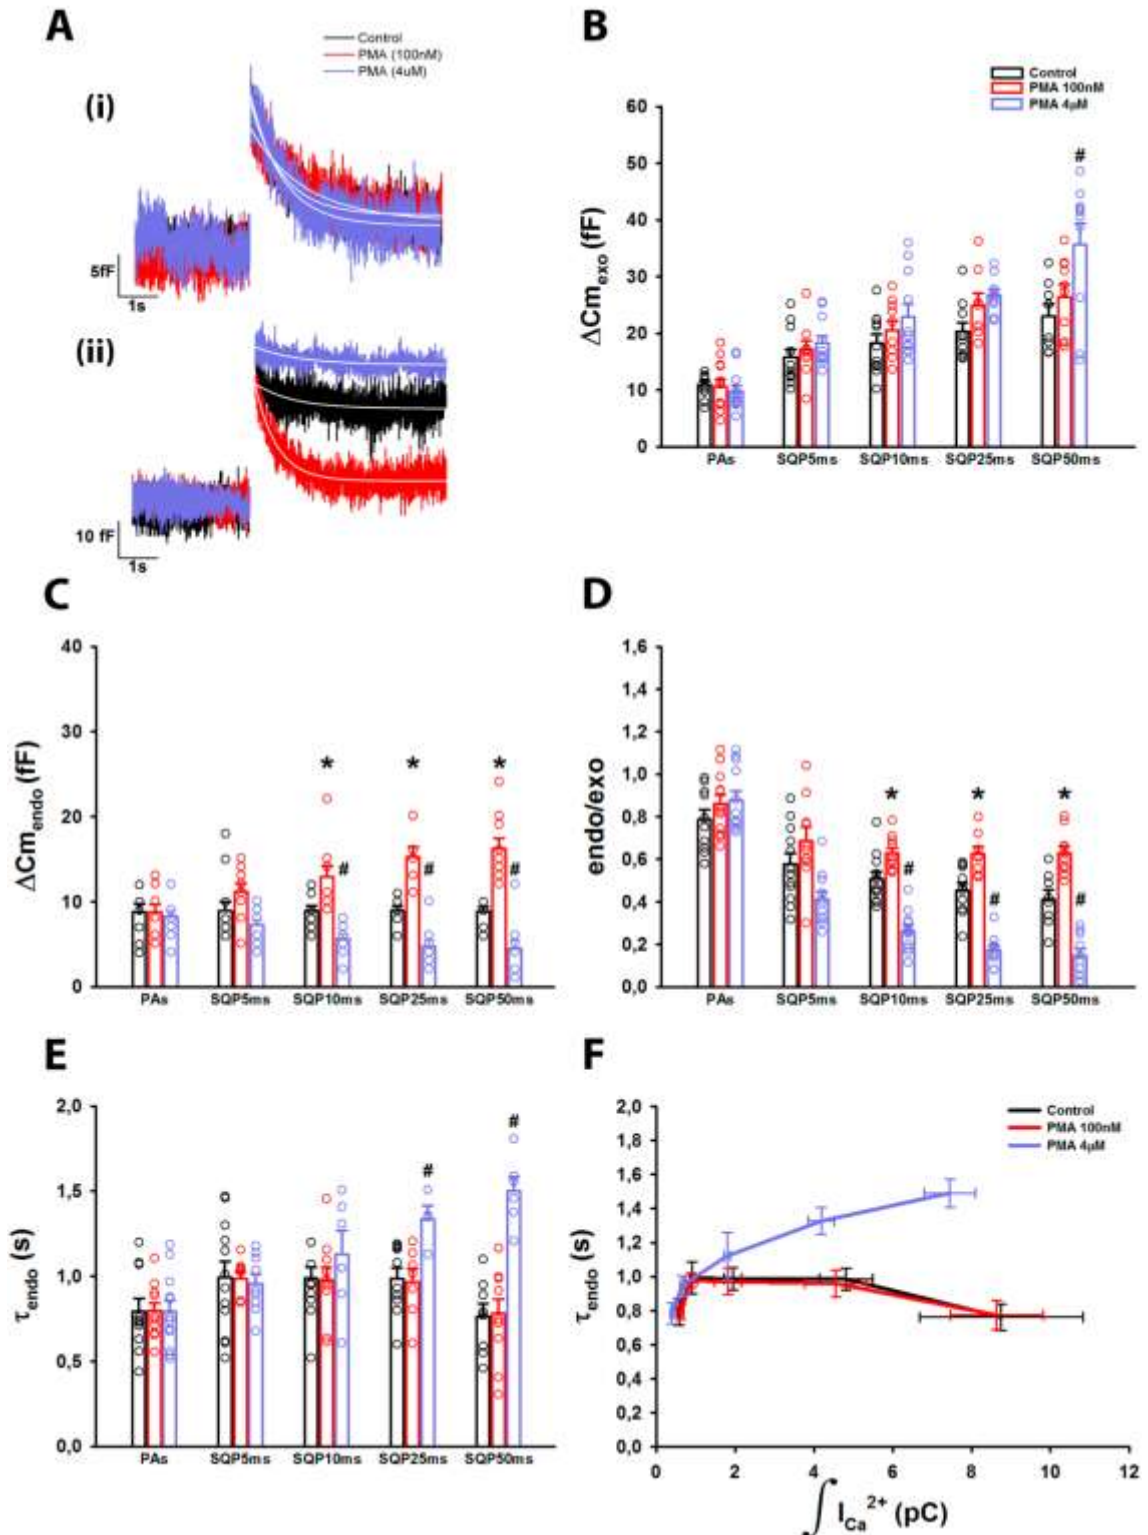 A
Control
PMA (100nM)
PMA (4uM)
(i)
5fF
1s
(ii)
10 fF
1s
B
Control
PMA 100nM
PMA 4µM
ΔCm_exo (fF)
60
50
40
30
20
10
0
#
PAs SQP5ms SQP10ms SQP25ms SQP50ms
C
ΔCm_endo (fF)
40
30
20
10
0
* * *
# # #
PAs SQP5ms SQP10ms SQP25ms SQP50ms
D
endo/exo
1,6
1,4
1,2
1,0
0,8
0,6
0,4
0,2
0,0
* * *
# # #
PAs SQP5ms SQP10ms SQP25ms SQP50ms
E
τ_endo (s)
2,0
1,5
1,0
0,5
0,0
# #
PAs SQP5ms SQP10ms SQP25ms SQP50ms
F
Control
PMA 100nM
PMA 4µM
τ_endo (s)
2,0
1,8
1,6
1,4
1,2
1,0
0,8
0,6
0,4
0,2
0,0
0 2 4 6 8 10 12
∫ I_Ca²⁺ (pC)